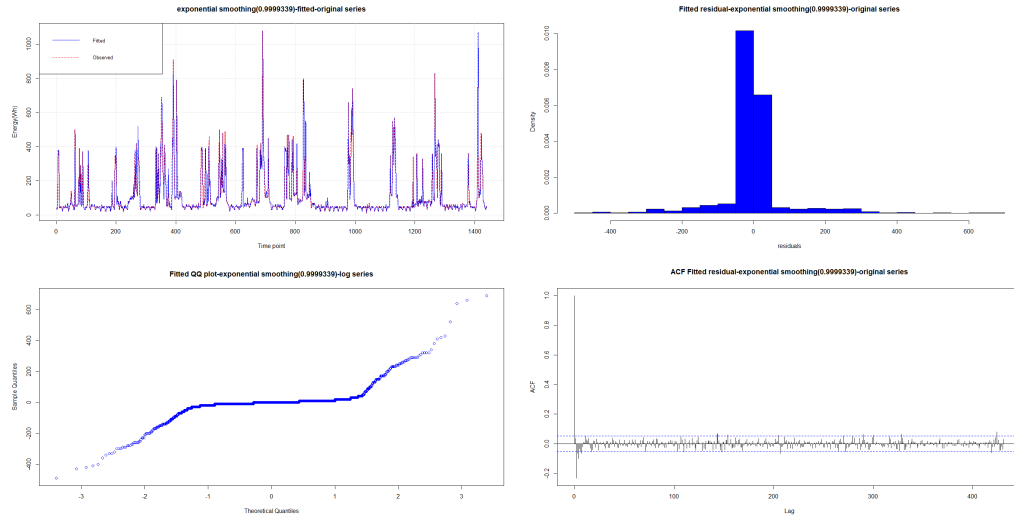 exponential smoothing(0.9999339)-fitted-original series
Fitted
Observed
Energy(Wh)
0 200 400 600 800 1000
0 200 400 600 800 1000 1200 1400
Time point
Fitted residual-exponential smoothing(0.9999339)-original series
Density
0.000 0.002 0.004 0.006 0.008 0.010
-400 -200 0 200 400 600
residuals
Fitted QQ plot-exponential smoothing(0.9999339)-log series
Sample Quantiles
-400 -200 0 200 400 600
-3 -2 -1 0 1 2 3
Theoretical Quantiles
ACF Fitted residual-exponential smoothing(0.9999339)-original series
ACF
-0.2 0.0 0.2 0.4 0.6 0.8 1.0
0 100 200 300 400
Lag